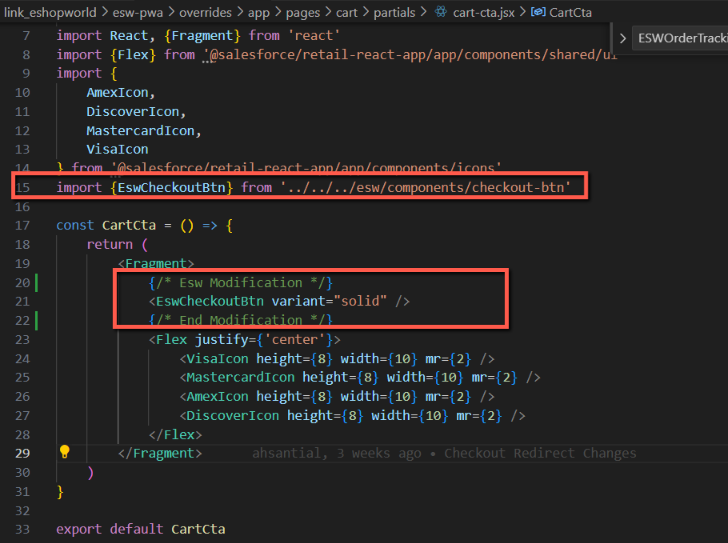 link_eshopworld > esw-pwa > overrides > app > pages > cart > partials > cart-cta.jsx > CartCta
ESWOrderTracki
7 import React, {Fragment} from 'react'
8 import {Flex} from '@salesforce/retail-react-app/app/components/shared/ui'
9 import {
10 AmexIcon,
11 DiscoverIcon,
12 MastercardIcon,
13 VisaIcon
14 } from '@salesforce/retail-react-app/app/components/icons'
15 import {EswCheckoutBtn} from '../../../esw/components/checkout-btn'
16
17 const CartCta = () => {
18 return (
19 <Fragment>
20 {/* Esw Modification */}
21 <EswCheckoutBtn variant="solid" />
22 {/* End Modification */}
23 <Flex justify={'center'}>
24 <VisaIcon height={8} width={10} mr={2} />
25 <MastercardIcon height={8} width={10} mr={2} />
26 <AmexIcon height={8} width={10} mr={2} />
27 <DiscoverIcon height={8} width={10} mr={2} />
28 </Flex>
29 </Fragment> ahsantial, 3 weeks ago • Checkout Redirect Changes
30 )
31 }
32
33 export default CartCta